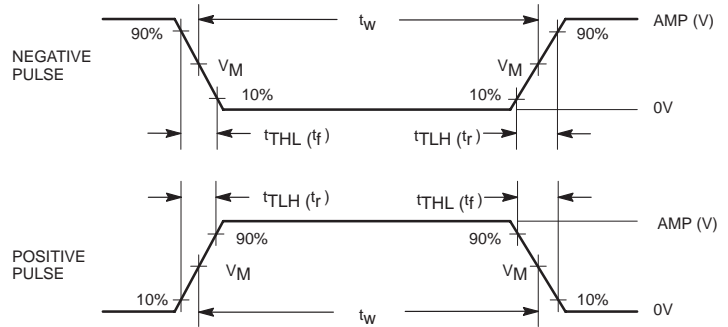 90%
t_w
90%
AMP (V)
NEGATIVE
PULSE
V_M
V_M
10%
10%
0V
t_THL (t_f)
t_TLH (t_r)
t_TLH (t_r)
t_THL (t_f)
AMP (V)
90%
90%
POSITIVE
PULSE
V_M
V_M
10%
t_w
10%
0V